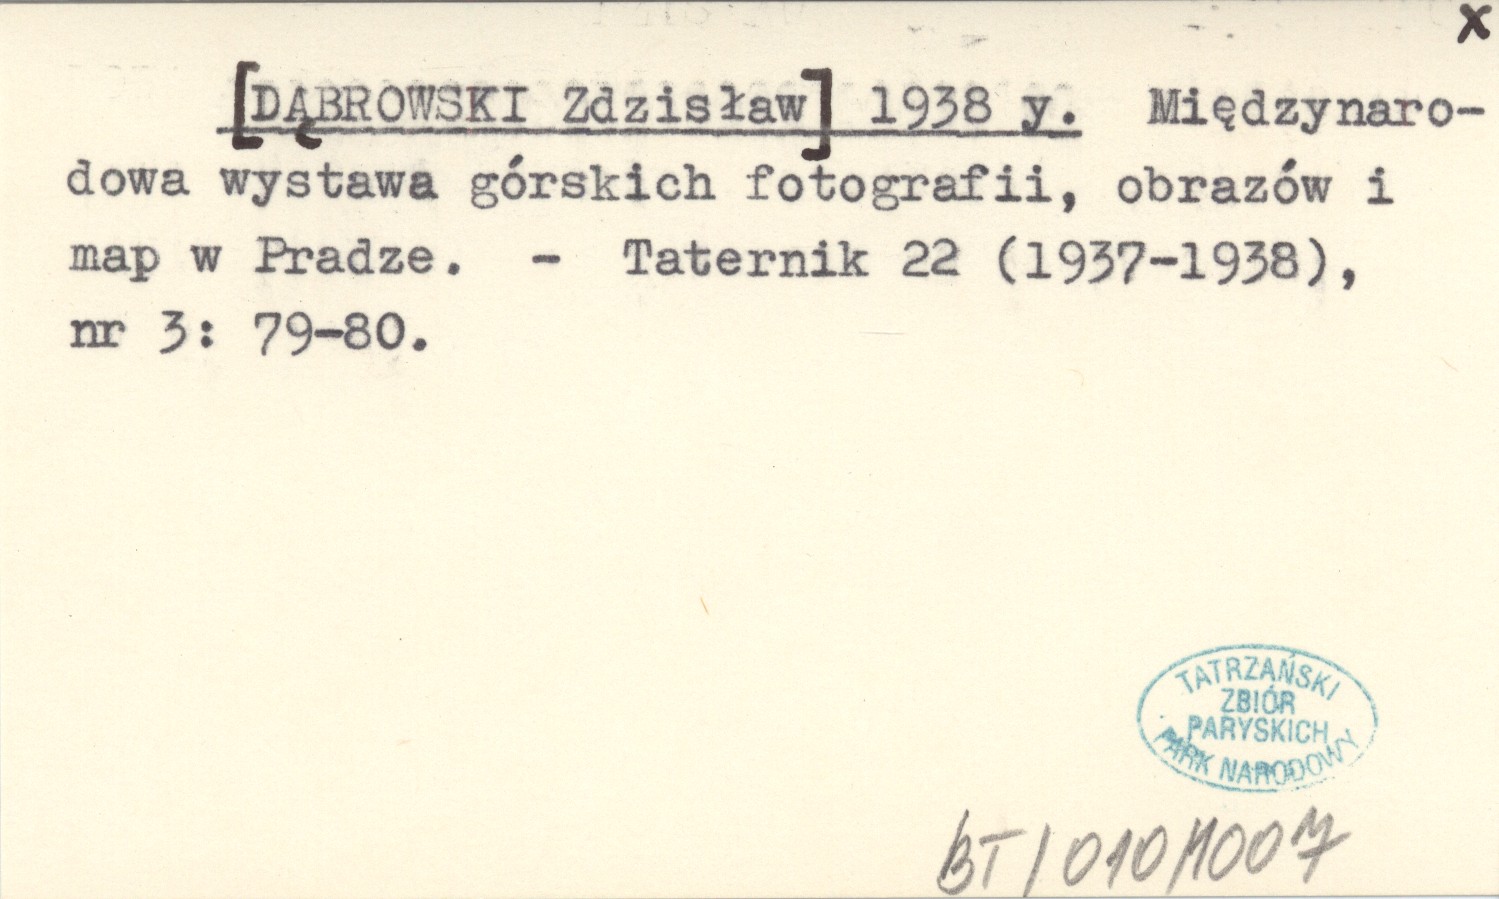 x
[DĄBROWSKI Zdzisław] 1938 y. Międzynaro-
dowa wystawa górskich fotografii, obrazów i
map w Pradze. - Taternik 22 (1937-1938),
nr 3: 79-80.
TATRZAŃSKI
ZBIÓR
PARYSKICH
PARK NARODOWY
BT/010/1007